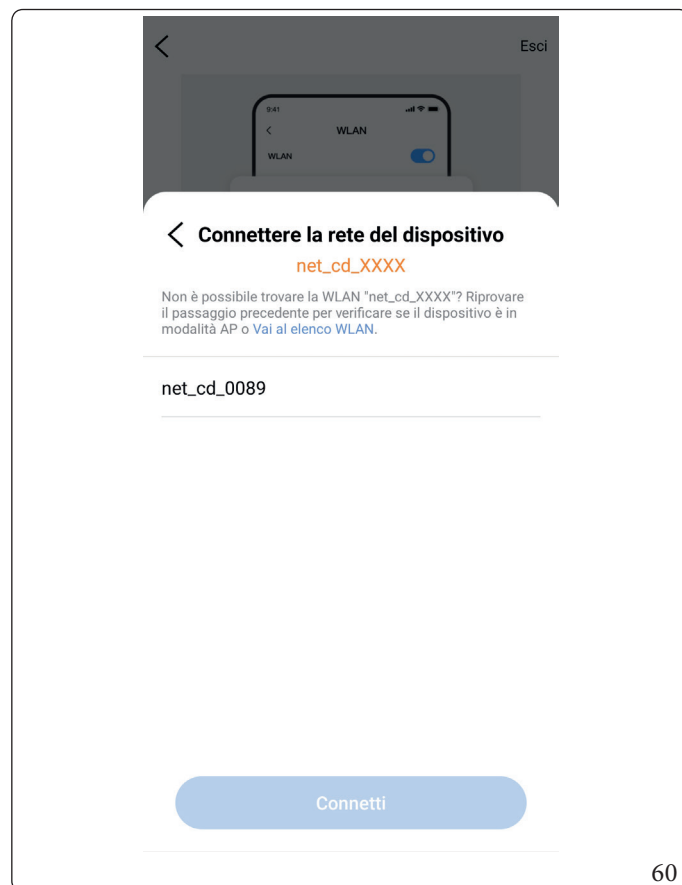 Esci
9:41
WLAN
WLAN
Connettere la rete del dispositivo
net_cd_XXXX
Non è possibile trovare la WLAN "net_cd_XXXX"? Riprovare
il passaggio precedente per verificare se il dispositivo è in
modalità AP o Vai al elenco WLAN.
net_cd_0089
Connetti
60